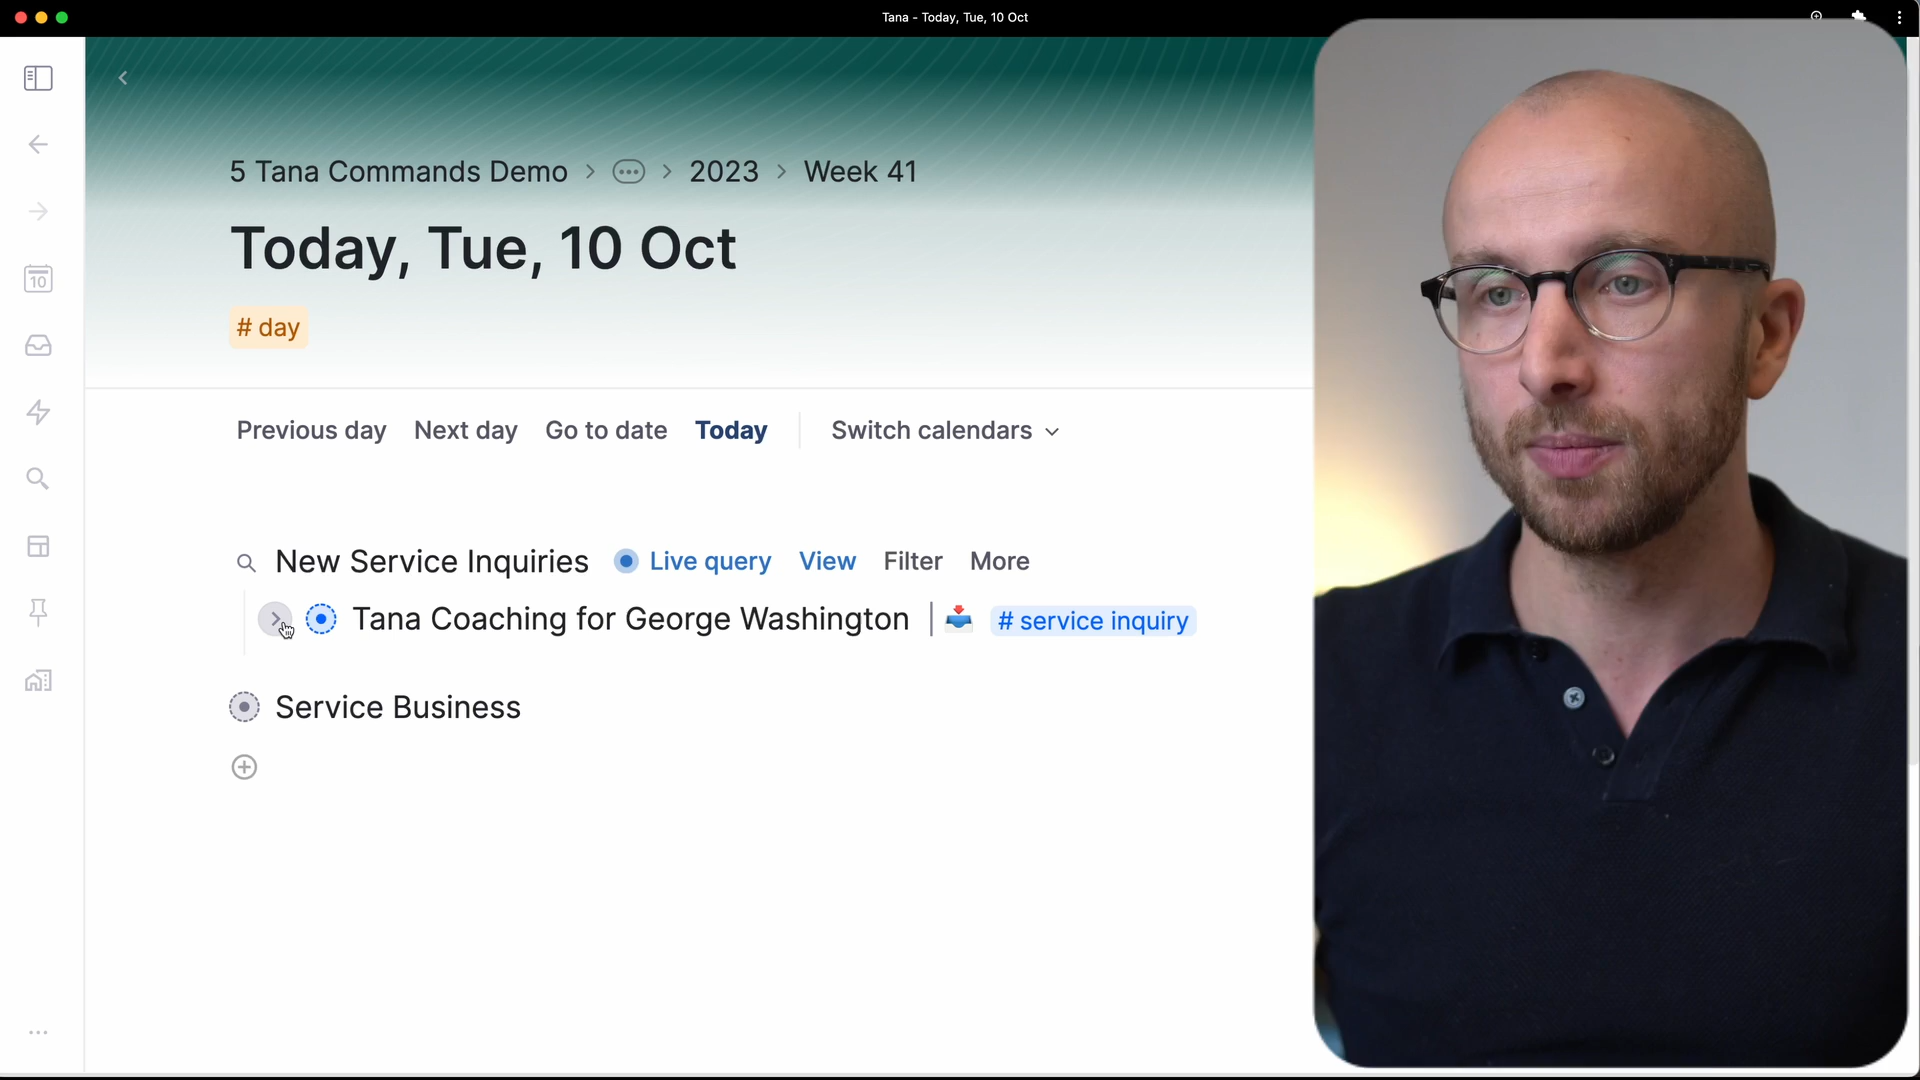 Tana - Today, Tue, 10 Oct
5 Tana Commands Demo > ••• > 2023 > Week 41
Today, Tue, 10 Oct
# day
10
Previous day Next day Go to date Today Switch calendars
New Service Inquiries Live query View Filter More
Tana Coaching for George Washington | 📥 # service inquiry
Service Business